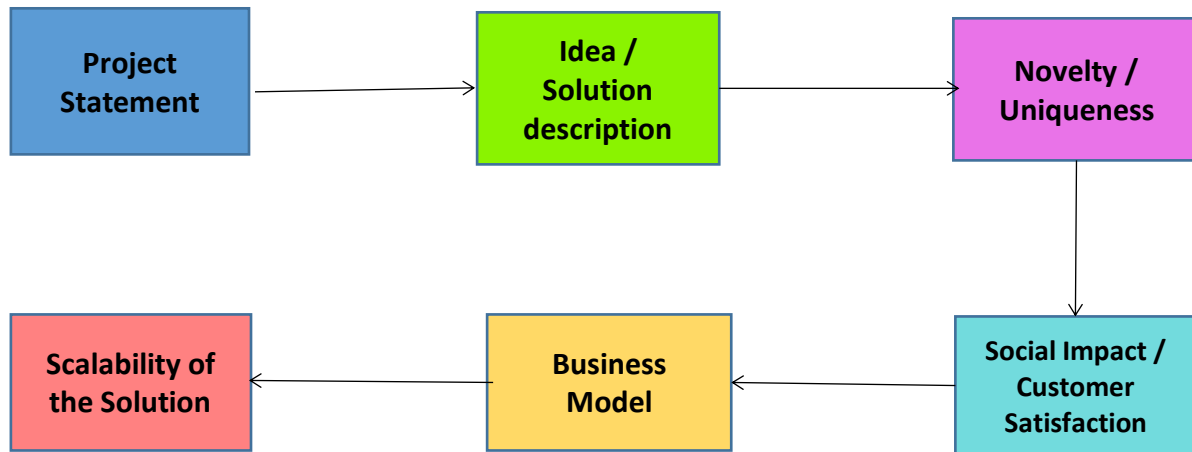 Project
Statement
Idea /
Solution
description
Novelty /
Uniqueness
Social Impact /
Customer
Satisfaction
Business
Model
Scalability of
the Solution